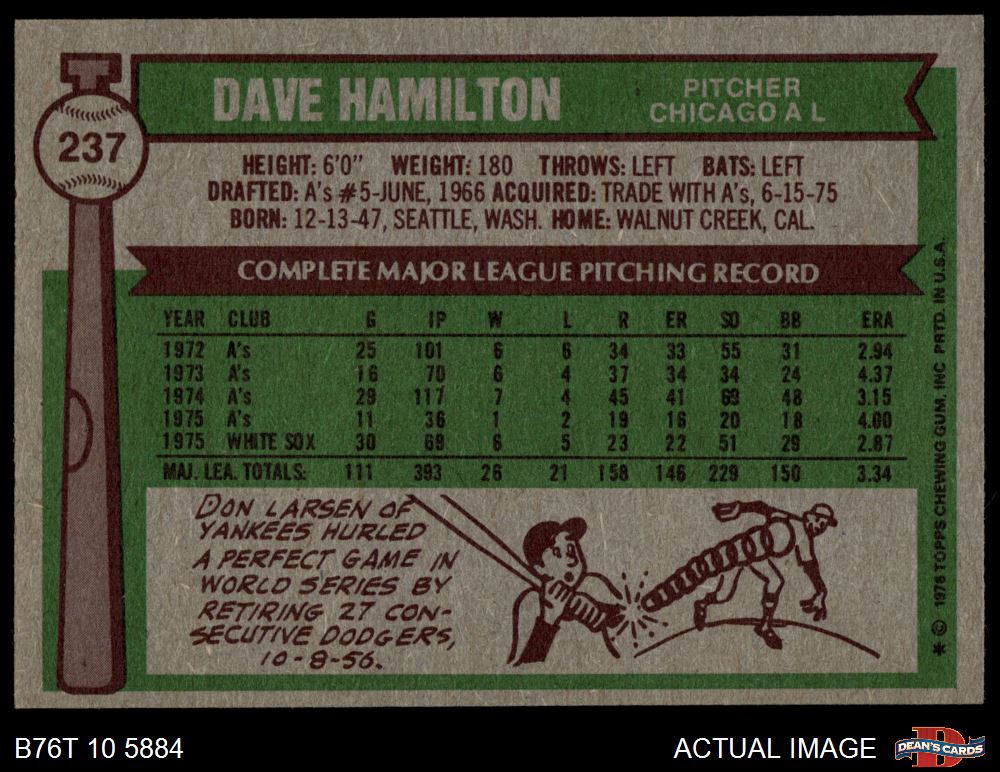 DAVE HAMILTON
PITCHER
CHICAGO A L
237
HEIGHT: 6'0" WEIGHT: 180 THROWS: LEFT BATS: LEFT
DRAFTED: A's #5-JUNE, 1966 ACQUIRED: TRADE WITH A's, 6-15-75
BORN: 12-13-47, SEATTLE, WASH. HOME: WALNUT CREEK, CAL.
COMPLETE MAJOR LEAGUE PITCHING RECORD
YEAR CLUB G IP W L R ER SO BB ERA
1972 A's 25 101 6 6 34 33 55 31 2.94
1973 A's 16 70 6 4 37 34 34 24 4.37
1974 A's 29 117 7 4 45 41 69 48 3.15
1975 A's 11 36 1 2 19 16 20 18 4.00
1975 WHITE SOX 30 69 6 5 23 22 51 29 2.87
MAJ. LEA. TOTALS: 111 393 26 21 158 146 229 150 3.34
DON LARSEN OF
YANKEES HURLED
A PERFECT GAME IN
WORLD SERIES BY
RETIRING 27 CON-
SECUTIVE DODGERS,
10-8-56.
* © 1976 TOPPS CHEWING GUM, INC PRTD. IN U.S.A.
B76T 10 5884
ACTUAL IMAGE
D
DEAN'S CARDS